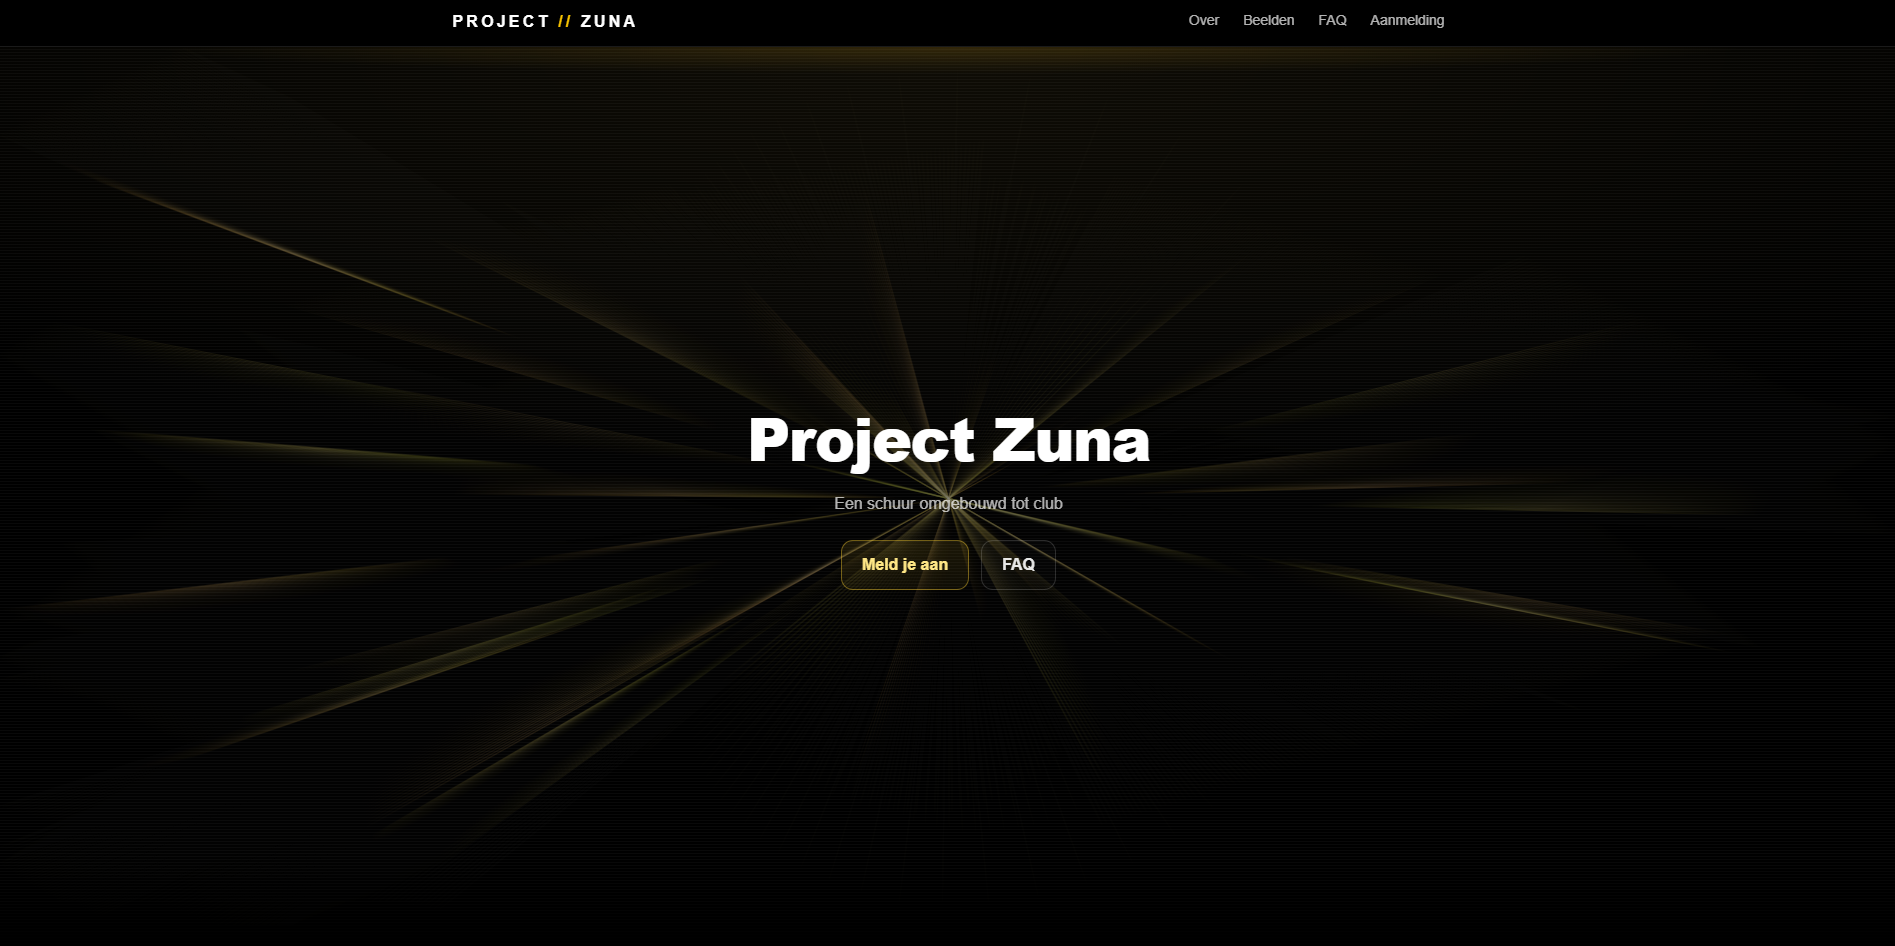 PROJECT // ZUNA
Over Beelden FAQ Aanmelding
Project Zuna
Een schuur omgebouwd tot club
Meld je aan FAQ